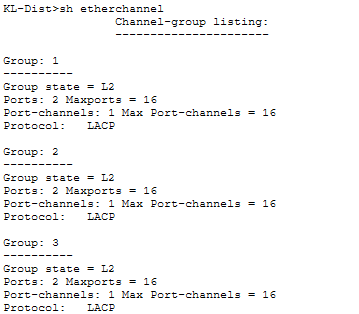 KL-Dist>sh etherchannel
Channel-group listing:
----------------------
Group: 1
----------
Group state = L2
Ports: 2 Maxports = 16
Port-channels: 1 Max Port-channels = 16
Protocol: LACP
Group: 2
----------
Group state = L2
Ports: 2 Maxports = 16
Port-channels: 1 Max Port-channels = 16
Protocol: LACP
Group: 3
----------
Group state = L2
Ports: 2 Maxports = 16
Port-channels: 1 Max Port-channels = 16
Protocol: LACP